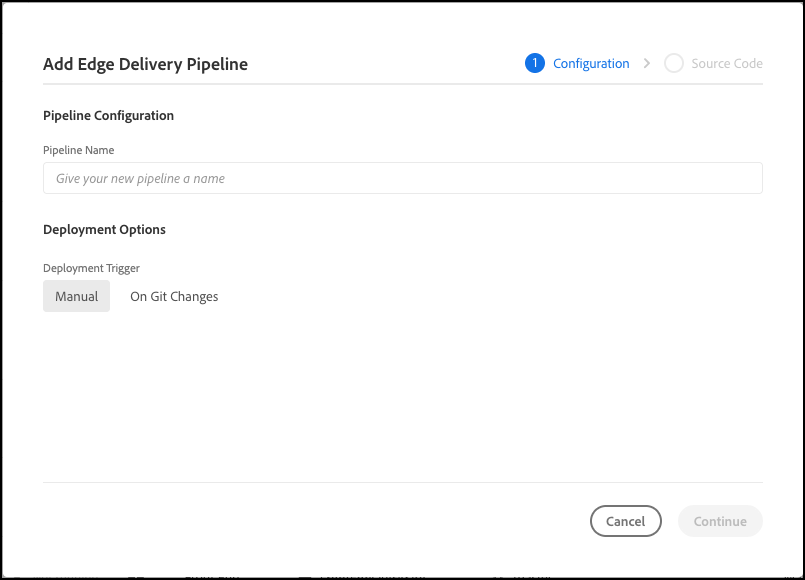 Add Edge Delivery Pipeline
1 Configuration > Source Code
Pipeline Configuration
Pipeline Name
Give your new pipeline a name
Deployment Options
Deployment Trigger
Manual On Git Changes
Cancel Continue